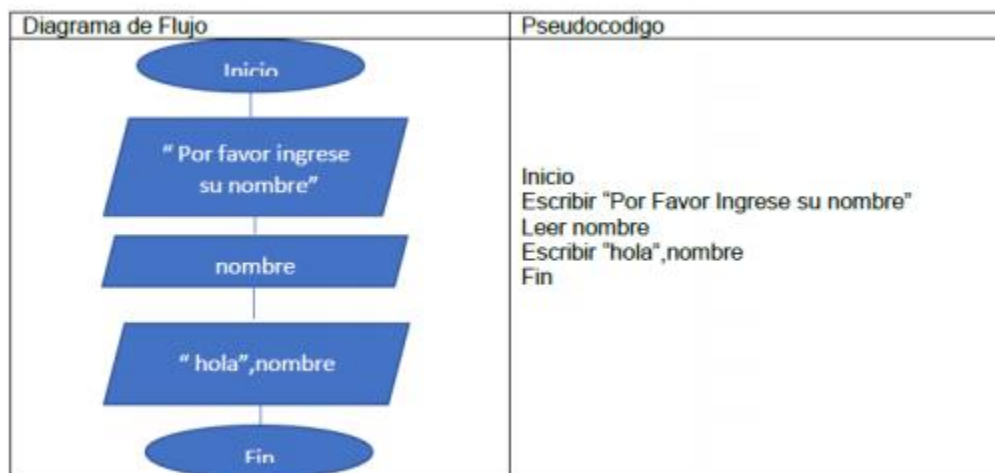 Diagrama de Flujo
Inicio
“ Por favor ingrese
su nombre”
nombre
“ hola”,nombre
Fin
Pseudocodigo
Inicio
Escribir “Por Favor Ingrese su nombre”
Leer nombre
Escribir “hola”,nombre
Fin